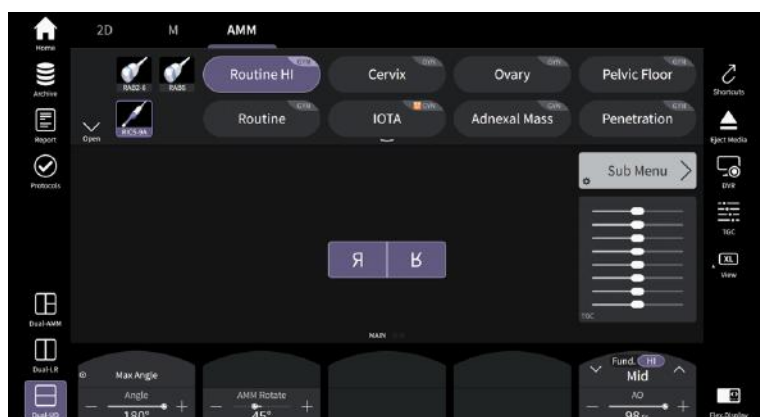 Home
2D M AMM
Archive
Report
Protocols
RAB2-6 RAB6
Open
RIC5-9A
Routine HI GYN
Cervix GYN
Ovary GYN
Pelvic Floor GYN
Routine GYN
IOTA GYN
Adnexal Mass GYN
Penetration GYN
Shortcuts
Eject Media
DVR
TGC
XL
View
Sub Menu
TGC
R R
MAIN
Dual-AMM
Dual-LR
Dual-UD
Max Angle
Angle
180°
AMM Rotate
45°
Fund. HI
Mid
AO
98%
Flex Display